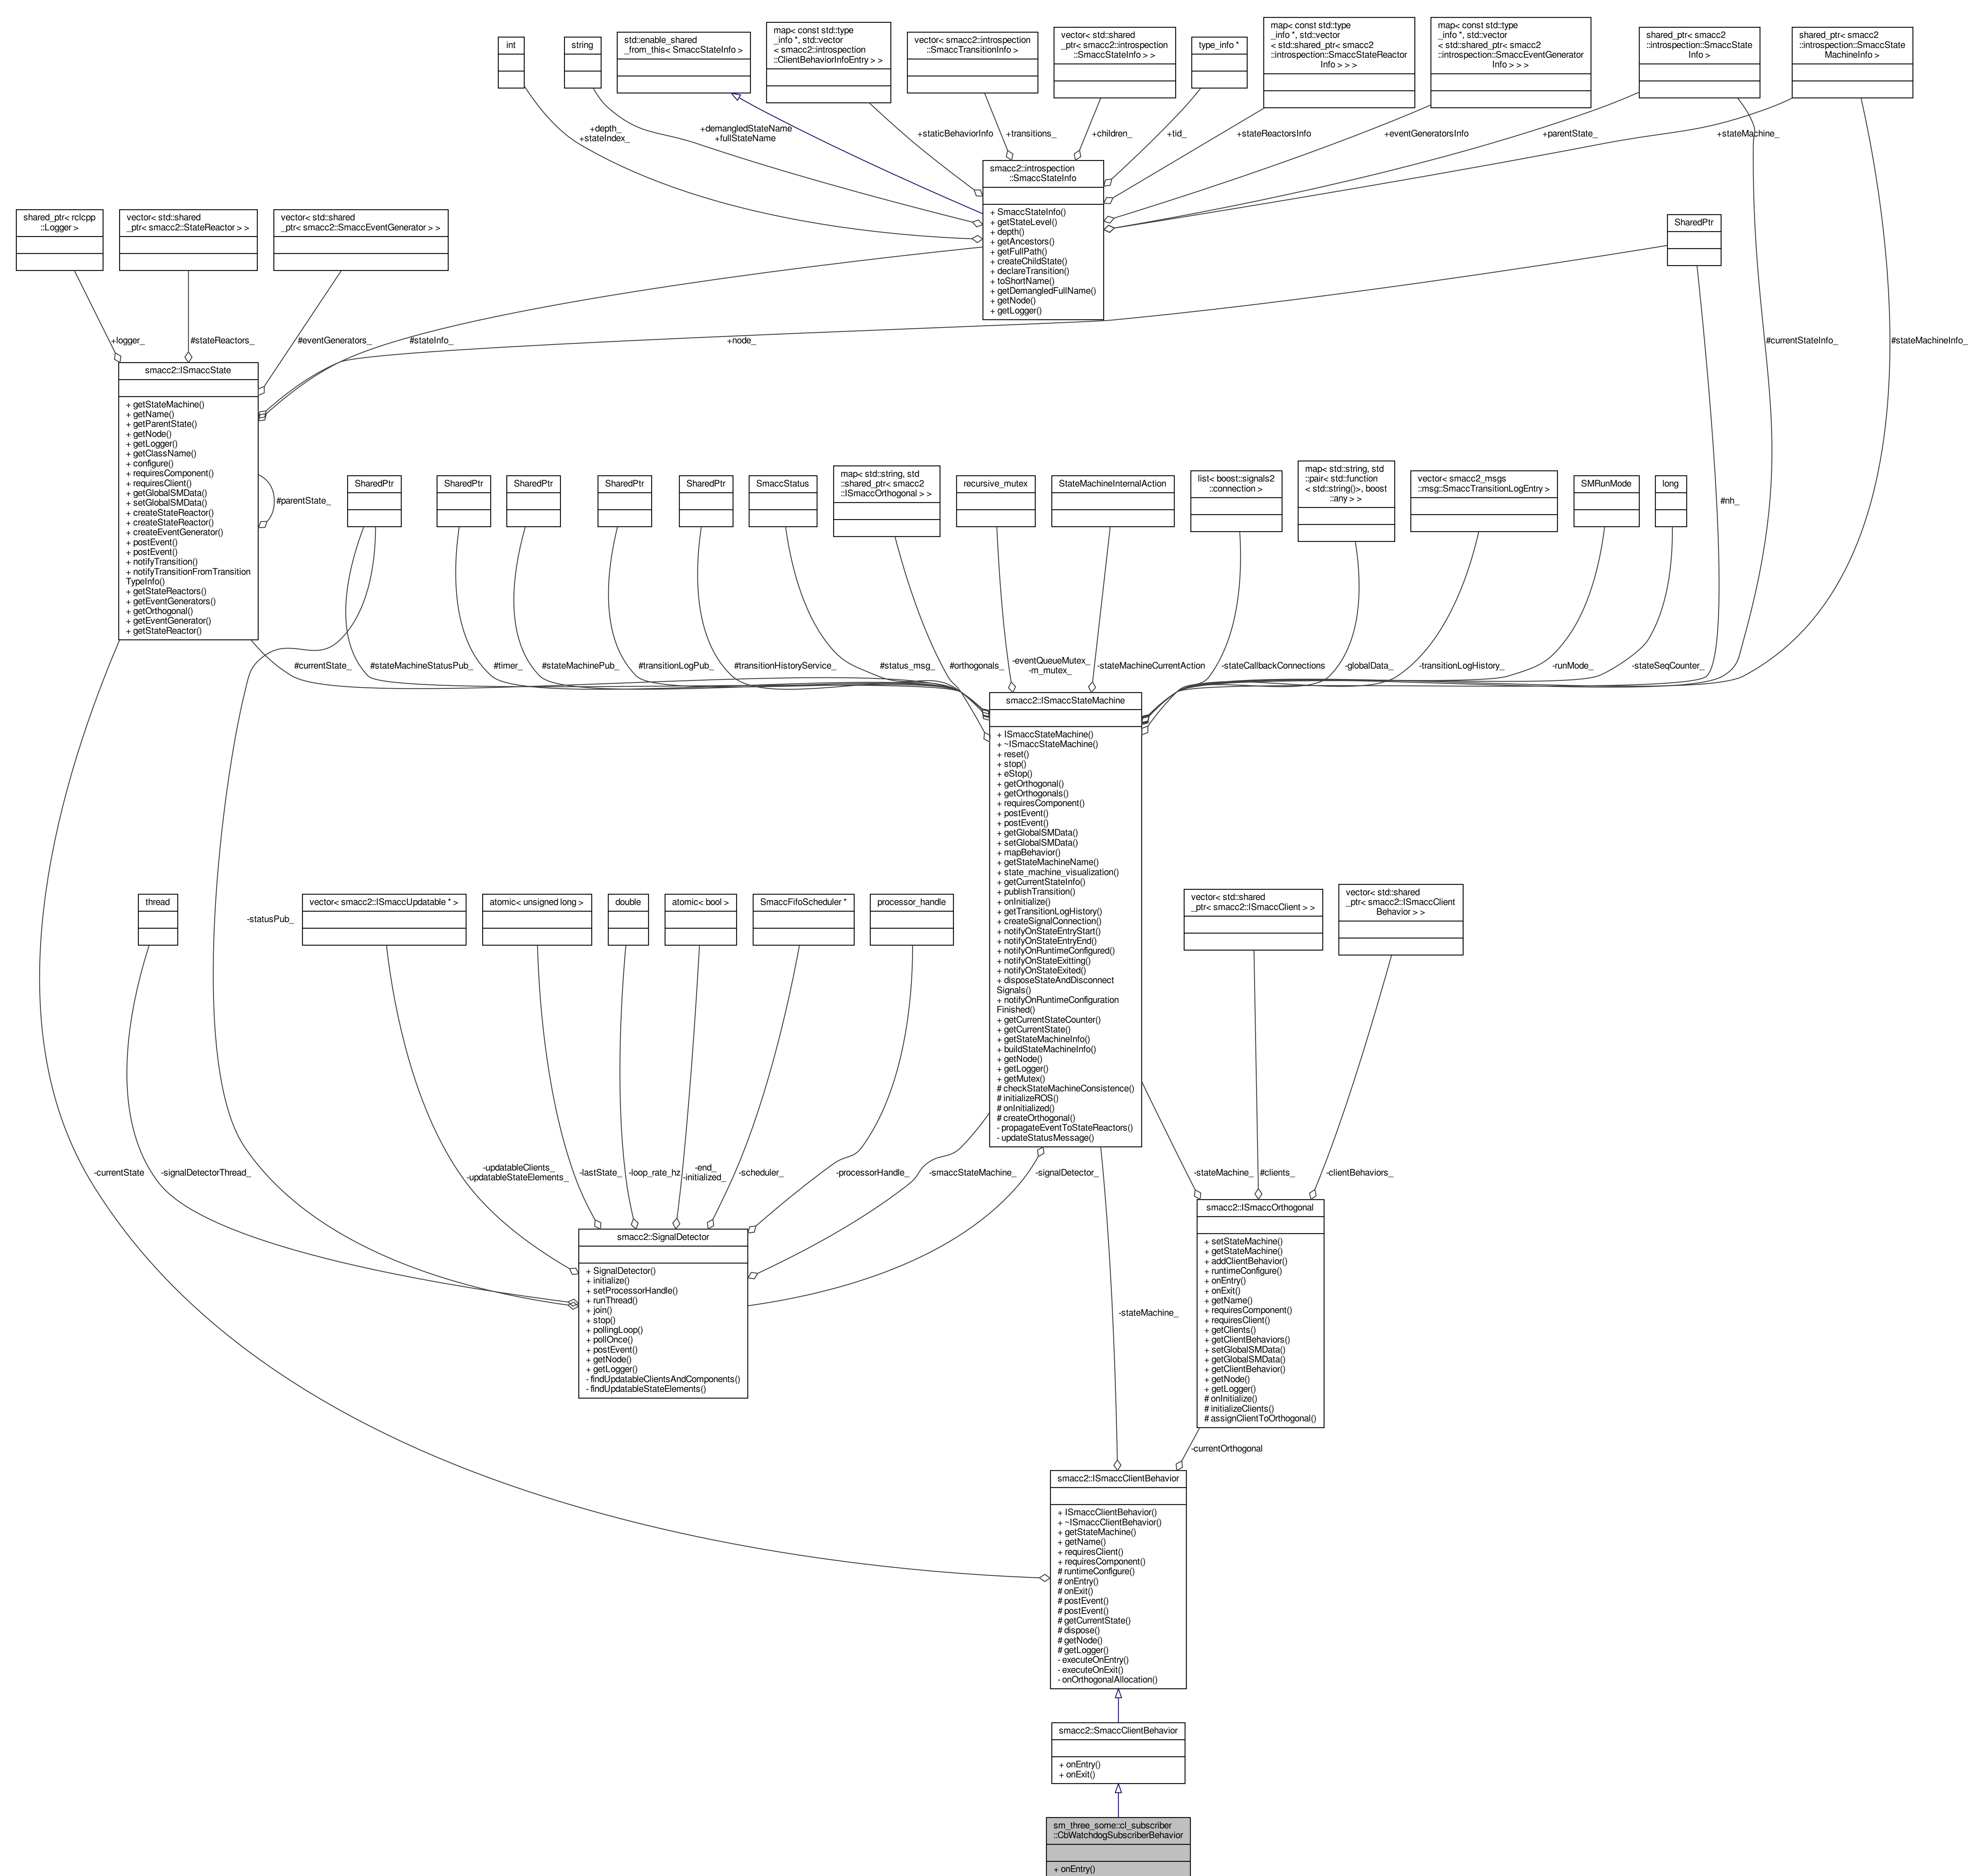 int
string
std::enable_shared
_from_this< SmaccStateInfo >
map< const std::type
_info *, std::vector
< smacc2::introspection
::ClientBehaviorInfoEntry > >
vector< smacc2::introspection
::SmaccTransitionInfo >
vector< std::shared
_ptr< smacc2::introspection
::SmaccStateInfo > >
type_info *
map< const std::type
_info *, std::vector
< std::shared_ptr< smacc2
::introspection::SmaccStateReactor
Info > > >
map< const std::type
_info *, std::vector
< std::shared_ptr< smacc2
::introspection::SmaccEventGenerator
Info > > >
shared_ptr< smacc2
::introspection::SmaccState
Info >
shared_ptr< smacc2
::introspection::SmaccState
MachineInfo >
+depth_
+stateIndex_
+demangledStateName
+fullStateName
+staticBehaviorInfo
+transitions_
+children_
+tid_
+stateReactorsInfo
+eventGeneratorsInfo
+parentState_
+stateMachine_
smacc2::introspection
::SmaccStateInfo
+ SmaccStateInfo()
+ getStateLevel()
+ depth()
+ getAncestors()
+ getFullPath()
+ createChildState()
+ declareTransition()
+ toShortName()
+ getDemangledFullName()
+ getNode()
+ getLogger()
shared_ptr< rclcpp
::Logger >
vector< std::shared
_ptr< smacc2::StateReactor > >
vector< std::shared
_ptr< smacc2::SmaccEventGenerator > >
SharedPtr
+logger_
#stateReactors_
#eventGenerators_
#stateInfo_
+node_
#currentStateInfo_
#stateMachineInfo_
smacc2::ISmaccState
+ getStateMachine()
+ getName()
+ getParentState()
+ getNode()
+ getLogger()
+ getClassName()
+ configure()
+ requiresComponent()
+ requiresClient()
+ getGlobalSMData()
+ setGlobalSMData()
+ createStateReactor()
+ createStateReactor()
+ createEventGenerator()
+ postEvent()
+ postEvent()
+ notifyTransition()
+ notifyTransitionFromTransition
TypeInfo()
+ getStateReactors()
+ getEventGenerators()
+ getOrthogonal()
+ getEventGenerator()
+ getStateReactor()
#parentState_
SharedPtr
SharedPtr
SharedPtr
SharedPtr
SharedPtr
SmaccStatus
map< std::string, std
::shared_ptr< smacc2
::ISmaccOrthogonal > >
recursive_mutex
StateMachineInternalAction
list< boost::signals2
::connection >
map< std::string, std
::pair< std::function
< std::string()>, boost
::any > >
vector< smacc2_msgs
::msg::SmaccTransitionLogEntry >
SMRunMode
long
#nh_
#currentState_
#stateMachineStatusPub_
#timer_
#stateMachinePub_
#transitionLogPub_
#transitionHistoryService_
#status_msg_
#orthogonals_
-eventQueueMutex_
-m_mutex_
-stateMachineCurrentAction
-stateCallbackConnections
-globalData_
-transitionLogHistory_
-runMode_
-stateSeqCounter_
smacc2::ISmaccStateMachine
+ ISmaccStateMachine()
+ ~ISmaccStateMachine()
+ reset()
+ stop()
+ eStop()
+ getOrthogonal()
+ getOrthogonals()
+ requiresComponent()
+ postEvent()
+ postEvent()
+ getGlobalSMData()
+ setGlobalSMData()
+ mapBehavior()
+ getStateMachineName()
+ state_machine_visualization()
+ getCurrentStateInfo()
+ publishTransition()
+ onInitialize()
+ getTransitionLogHistory()
+ createSignalConnection()
+ notifyOnStateEntryStart()
+ notifyOnStateEntryEnd()
+ notifyOnRuntimeConfigured()
+ notifyOnStateExitting()
+ notifyOnStateExited()
+ disposeStateAndDisconnect
Signals()
+ notifyOnRuntimeConfiguration
Finished()
+ getCurrentStateCounter()
+ getCurrentState()
+ getStateMachineInfo()
+ buildStateMachineInfo()
+ getNode()
+ getLogger()
+ getMutex()
# checkStateMachineConsistence()
# initializeROS()
# onInitialized()
# createOrthogonal()
- propagateEventToStateReactors()
- updateStatusMessage()
thread
-statusPub_
vector< smacc2::ISmaccUpdatable * >
atomic< unsigned long >
double
atomic< bool >
SmaccFifoScheduler *
processor_handle
vector< std::shared
_ptr< smacc2::ISmaccClient > >
vector< std::shared
_ptr< smacc2::ISmaccClient
Behavior > >
-currentState
-signalDetectorThread_
-updatableClients_
-updatableStateElements_
-lastState_
-loop_rate_hz
-end_
-initialized_
-scheduler_
-processorHandle_
-smaccStateMachine_
-signalDetector_
-stateMachine_
#clients_
-clientBehaviors_
smacc2::SignalDetector
+ SignalDetector()
+ initialize()
+ setProcessorHandle()
+ runThread()
+ join()
+ stop()
+ pollingLoop()
+ pollOnce()
+ postEvent()
+ getNode()
+ getLogger()
- findUpdatableClientsAndComponents()
- findUpdatableStateElements()
-stateMachine_
smacc2::ISmaccOrthogonal
+ setStateMachine()
+ getStateMachine()
+ addClientBehavior()
+ runtimeConfigure()
+ onEntry()
+ onExit()
+ getName()
+ requiresComponent()
+ requiresClient()
+ getClients()
+ getClientBehaviors()
+ setGlobalSMData()
+ getGlobalSMData()
+ getClientBehavior()
+ getNode()
+ getLogger()
# onInitialize()
# initializeClients()
# assignClientToOrthogonal()
-currentOrthogonal
smacc2::ISmaccClientBehavior
+ ISmaccClientBehavior()
+ ~ISmaccClientBehavior()
+ getStateMachine()
+ getName()
+ requiresClient()
+ requiresComponent()
# runtimeConfigure()
# onEntry()
# onExit()
# postEvent()
# postEvent()
# getCurrentState()
# dispose()
# getNode()
# getLogger()
- executeOnEntry()
- executeOnExit()
- onOrthogonalAllocation()
smacc2::SmaccClientBehavior
+ onEntry()
+ onExit()
sm_three_some::cl_subscriber
::CbWatchdogSubscriberBehavior
+ onEntry()